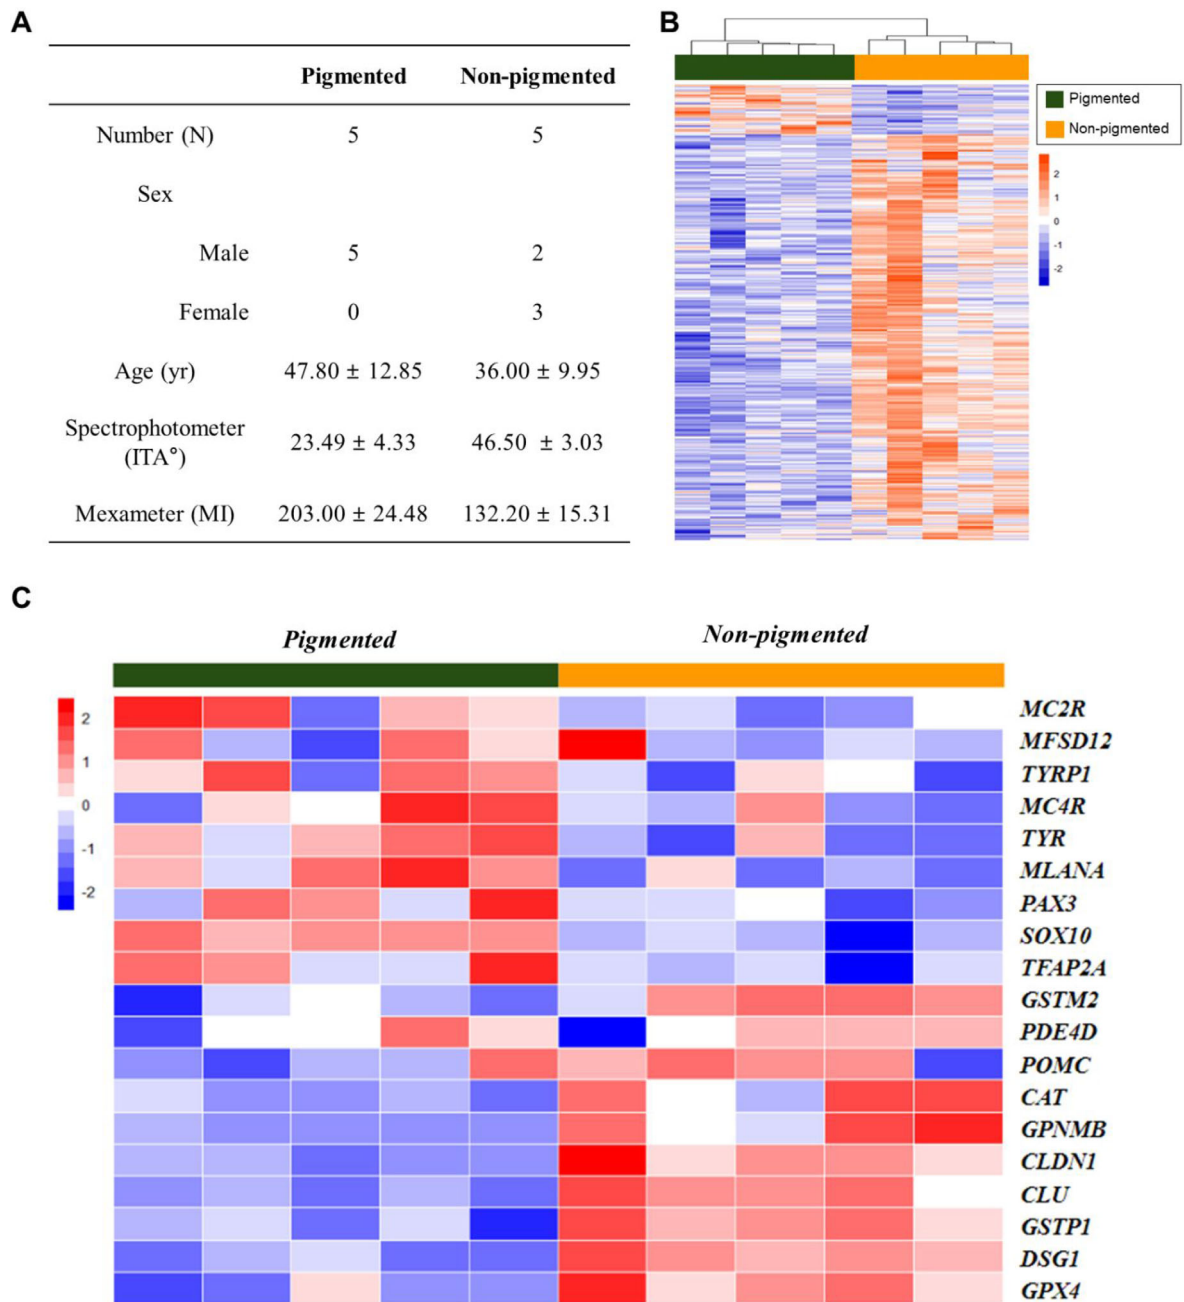 A
Pigmented Non-pigmented
Number (N) 5 5
Sex
Male 5 2
Female 0 3
Age (yr) 47.80 ± 12.85 36.00 ± 9.95
Spectrophotometer
(ITA°) 23.49 ± 4.33 46.50 ± 3.03
Mexameter (MI) 203.00 ± 24.48 132.20 ± 15.31
B
Pigmented
Non-pigmented
2
1
0
-1
-2
C
Pigmented Non-pigmented
2
1
0
-1
-2
MC2R
MFSD12
TYRP1
MC4R
TYR
MLANA
PAX3
SOX10
TFAP2A
GSTM2
PDE4D
POMC
CAT
GPNMB
CLDN1
CLU
GSTP1
DSG1
GPX4